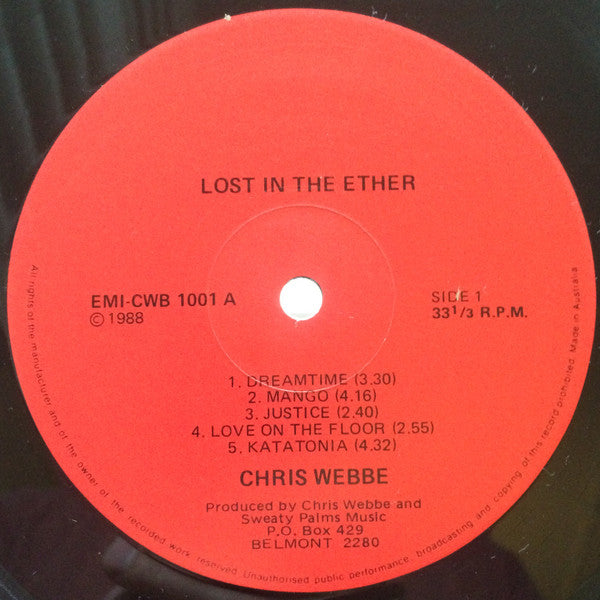 LOST IN THE ETHER
EMI-CWB 1001 A
© 1988
SIDE 1
33 1/3 R.P.M.
1. DREAMTIME (3.30)
2. MANGO (4.16)
3. JUSTICE (2.40)
4. LOVE ON THE FLOOR (2.55)
5. KATATONIA (4.32)
CHRIS WEBBE
Produced by Chris Webbe and
Sweaty Palms Music
P.O. Box 429
BELMONT 2280
All rights of the manufacturer and of the owner of the recorded work reserved. Unauthorised public performance, broadcasting and copying of this record prohibited. Made in Australia